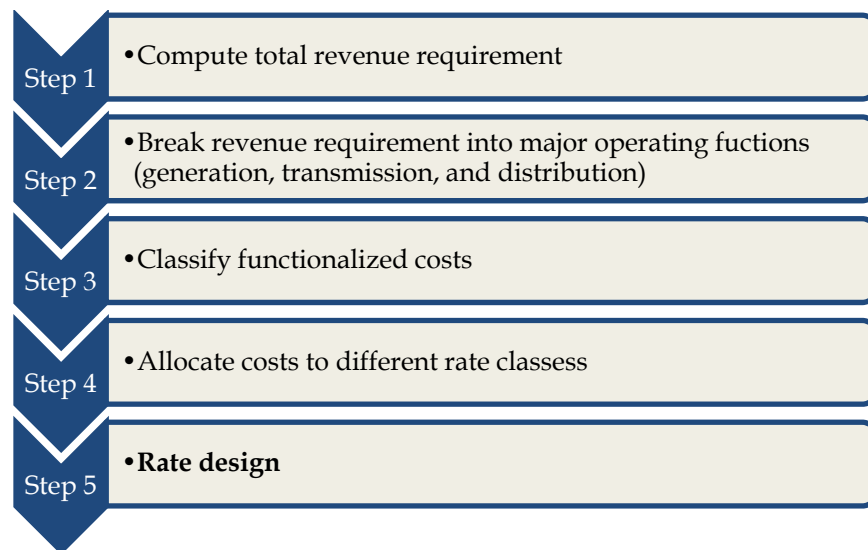 Step 1
•Compute total revenue requirement
Step 2
•Break revenue requirement into major operating fuctions
(generation, transmission, and distribution)
Step 3
•Classify functionalized costs
Step 4
•Allocate costs to different rate classess
Step 5
•Rate design